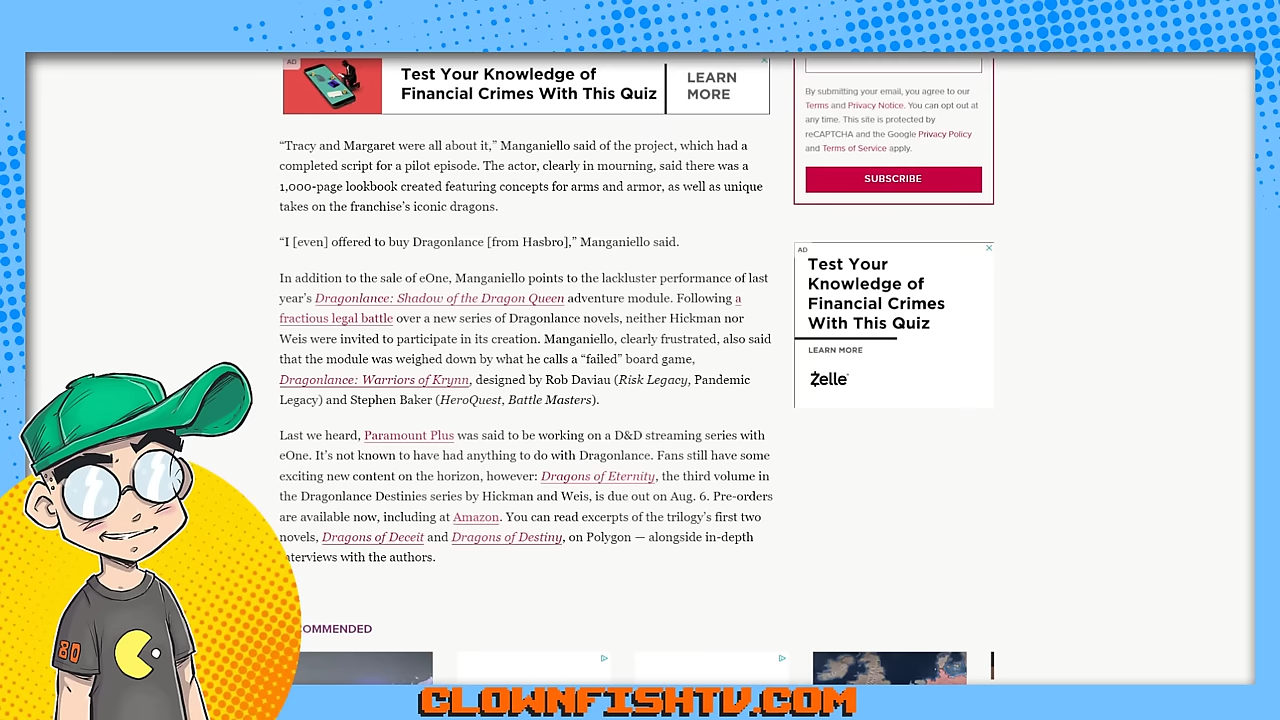 AD
Test Your Knowledge of
Financial Crimes With This Quiz
LEARN
MORE
“Tracy and Margaret were all about it,” Manganiello said of the project, which had a
completed script for a pilot episode. The actor, clearly in mourning, said there was a
1,000-page lookbook created featuring concepts for arms and armor, as well as unique
takes on the franchise’s iconic dragons.
“I [even] offered to buy Dragonlance [from Hasbro],” Manganiello said.
In addition to the sale of eOne, Manganiello points to the lackluster performance of last
year’s Dragonlance: Shadow of the Dragon Queen adventure module. Following a
fractious legal battle over a new series of Dragonlance novels, neither Hickman nor
Weis were invited to participate in its creation. Manganiello, clearly frustrated, also said
that the module was weighed down by what he calls a “failed” board game,
Dragonlance: Warriors of Krynn, designed by Rob Daviau (Risk Legacy, Pandemic
Legacy) and Stephen Baker (HeroQuest, Battle Masters).
Last we heard, Paramount Plus was said to be working on a D&D streaming series with
eOne. It’s not known to have had anything to do with Dragonlance. Fans still have some
exciting new content on the horizon, however: Dragons of Eternity, the third volume in
the Dragonlance Destinies series by Hickman and Weis, is due out on Aug. 6. Pre-orders
are available now, including at Amazon. You can read excerpts of the trilogy’s first two
novels, Dragons of Deceit and Dragons of Destiny, on Polygon — alongside in-depth
interviews with the authors.
OMMENDED
By submitting your email, you agree to our
Terms and Privacy Notice. You can opt out at
any time. This site is protected by
reCAPTCHA and the Google Privacy Policy
and Terms of Service apply.
SUBSCRIBE
AD
Test Your
Knowledge of
Financial Crimes
With This Quiz
LEARN MORE
Zelle
80
CLOWNFISHTV.COM